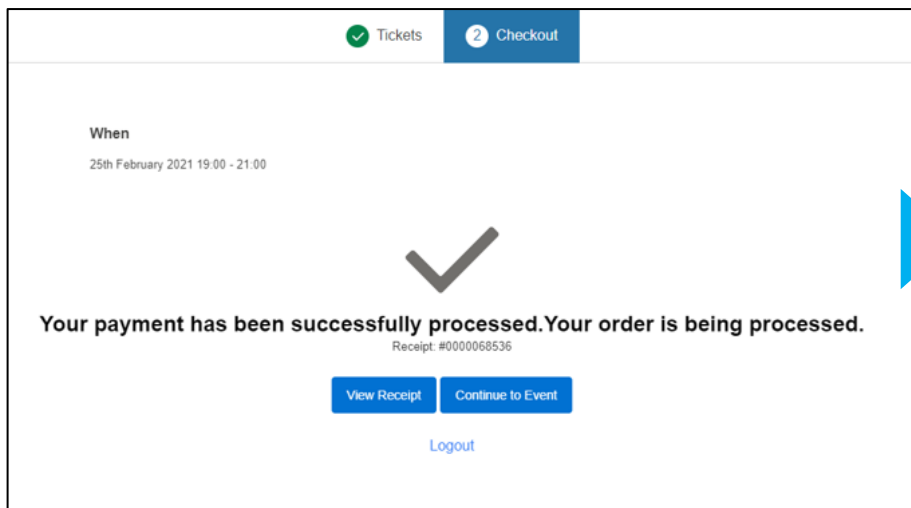 Tickets
2 Checkout
When
25th February 2021 19:00 - 21:00
Your payment has been successfully processed.Your order is being processed.
Receipt: #0000068536
View Receipt Continue to Event
Logout